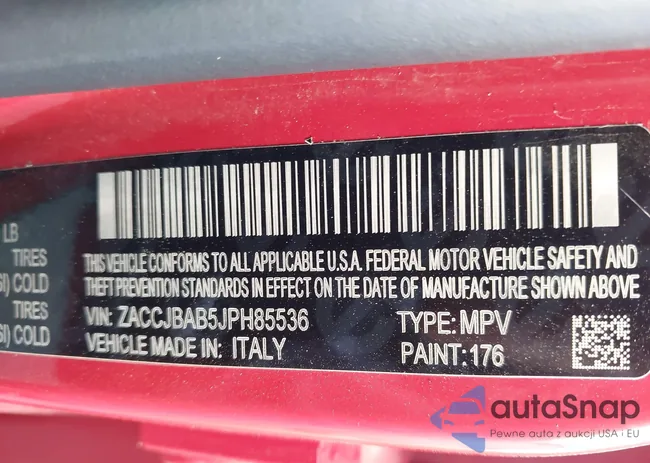 LB
TIRES
SI) COLD
TIRES
SI) COLD
THIS VEHICLE CONFORMS TO ALL APPLICABLE U.S.A. FEDERAL MOTOR VEHICLE SAFETY AND
THEFT PREVENTION STANDARDS IN EFFECT ON THE DATE OF MANUFACTURE SHOWN ABOVE.
VIN: ZACCJBAB5JPH85536 TYPE: MPV
VEHICLE MADE IN: ITALY PAINT: 176
autaSnap
Pewne auta z aukcji USA i EU